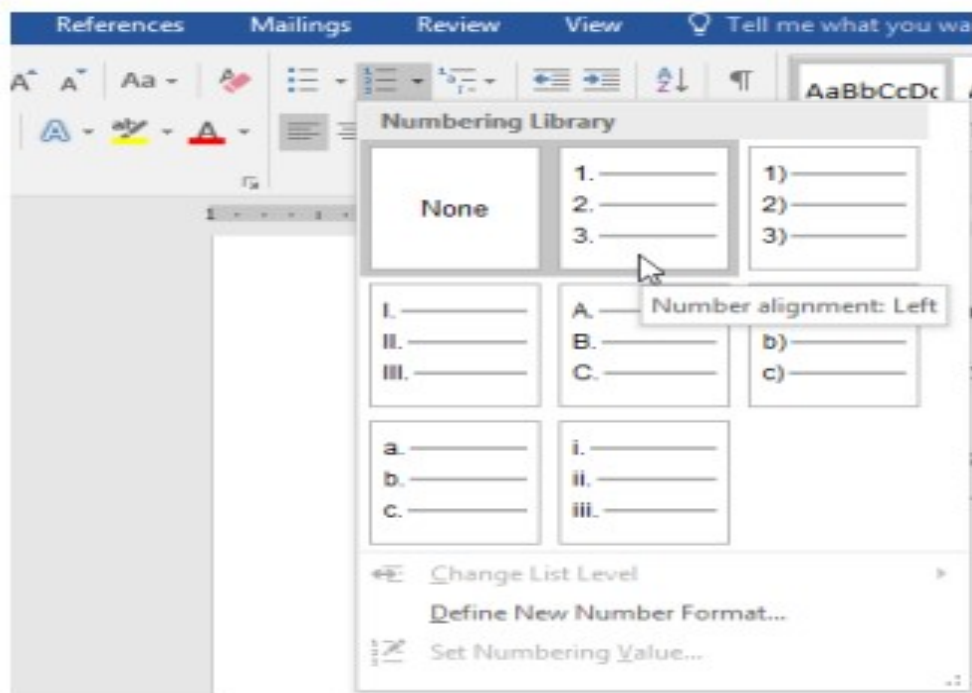 References Mailings Review View Tell me what you wa
A A Aa A
A aby A AaBbCcDc
Numbering Library
None
1.
2.
3.
1)
2)
3)
Number alignment: Left
I.
II.
III.
A.
B.
C.
b)
c)
a.
b.
c.
i.
ii.
iii.
Change List Level
Define New Number Format...
Set Numbering Value...